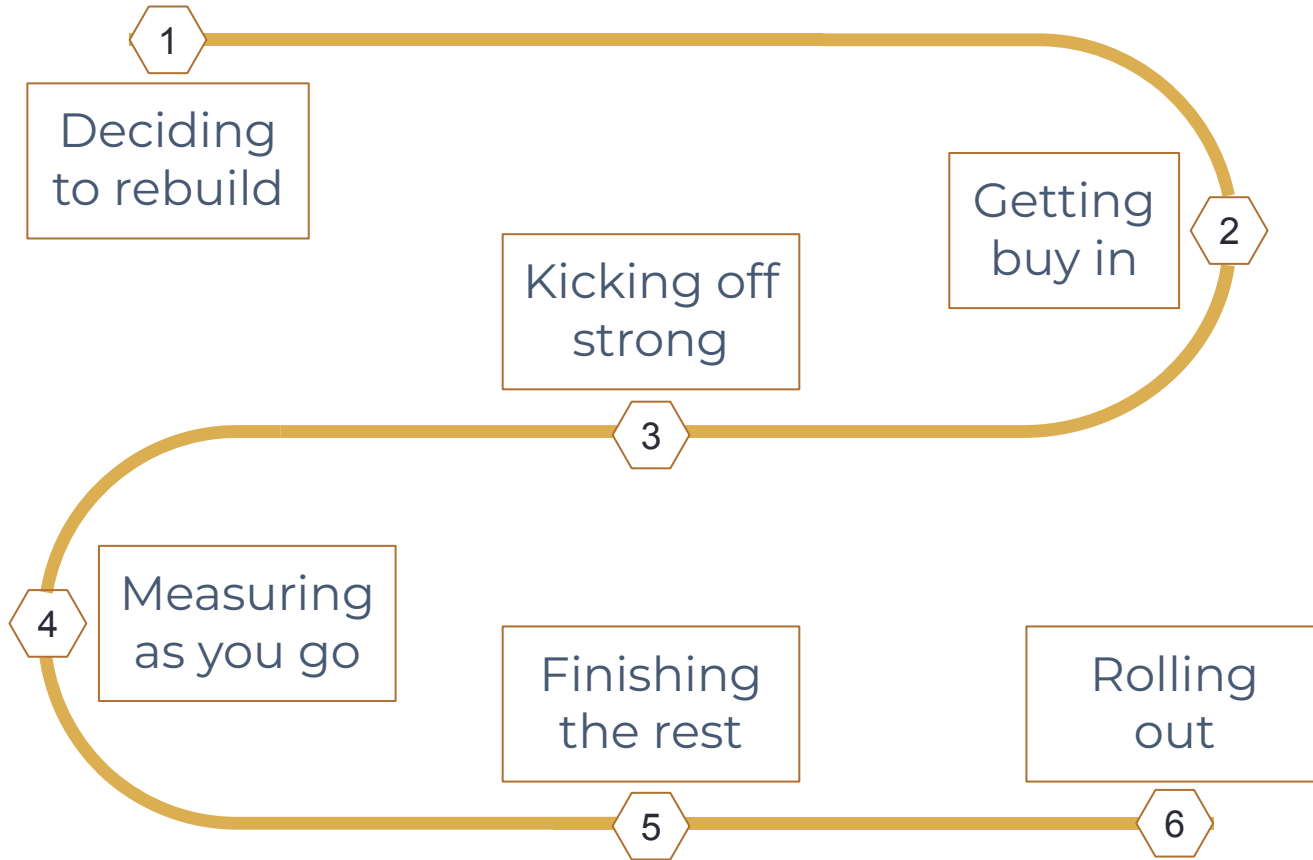 1
Deciding
to rebuild
Getting
buy in
2
Kicking off
strong
3
4
Measuring
as you go
Finishing
the rest
5
Rolling
out
6